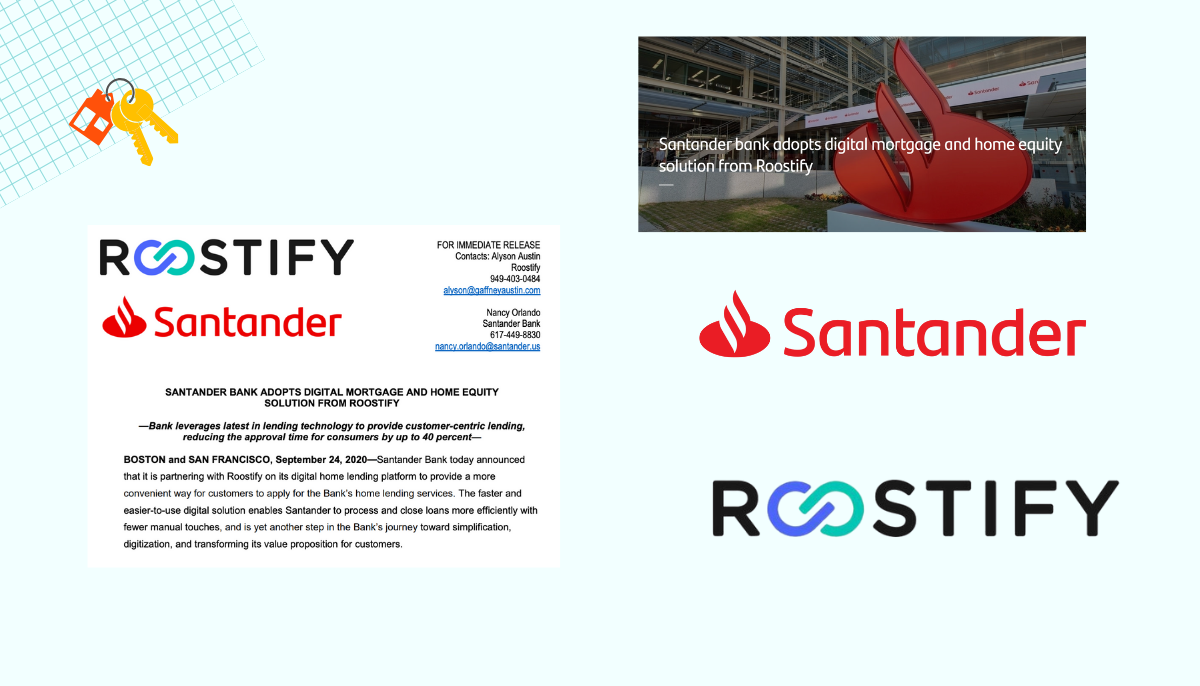 ROOSTIFY
Santander
FOR IMMEDIATE RELEASE
Contacts: Alyson Austin
Roostify
949-403-0484
alyson@gaffneyaustin.com
Nancy Orlando
Santander Bank
617-449-8830
nancy.orlando@santander.us
SANTANDER BANK ADOPTS DIGITAL MORTGAGE AND HOME EQUITY
SOLUTION FROM ROOSTIFY
—Bank leverages latest in lending technology to provide customer-centric lending,
reducing the approval time for consumers by up to 40 percent—
BOSTON and SAN FRANCISCO, September 24, 2020—Santander Bank today announced
that it is partnering with Roostify on its digital home lending platform to provide a more
convenient way for customers to apply for the Bank's home lending services. The faster and
easier-to-use digital solution enables Santander to process and close loans more efficiently with
fewer manual touches, and is yet another step in the Bank's journey toward simplification,
digitization, and transforming its value proposition for customers.
Santander
Santander bank adopts digital mortgage and home equity
solution from Roostify
Santander
ROOSTIFY